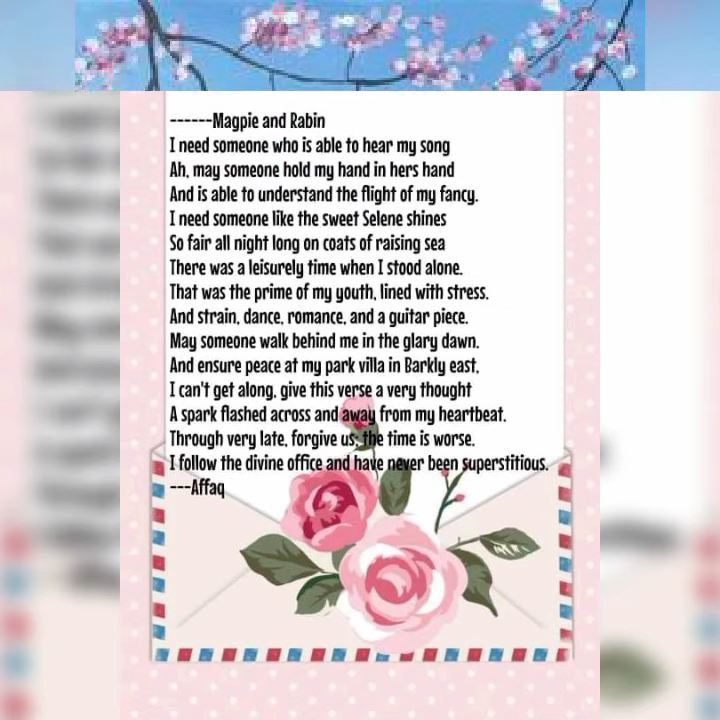 ------Magpie and Rabin
I need someone who is able to hear my song
Ah, may someone hold my hand in hers hand
And is able to understand the flight of my fancy.
I need someone like the sweet Selene shines
So fair all night long on coats of raising sea
There was a leisurely time when I stood alone.
That was the prime of my youth, lined with stress.
And strain, dance, romance, and a guitar piece.
May someone walk behind me in the glary dawn.
And ensure peace at my park villa in Barkly east,
I can't get along, give this verse a very thought
A spark flashed across and away from my heartbeat.
Through very late, forgive us; the time is worse.
I follow the divine office and have never been superstitious.
---Affaq